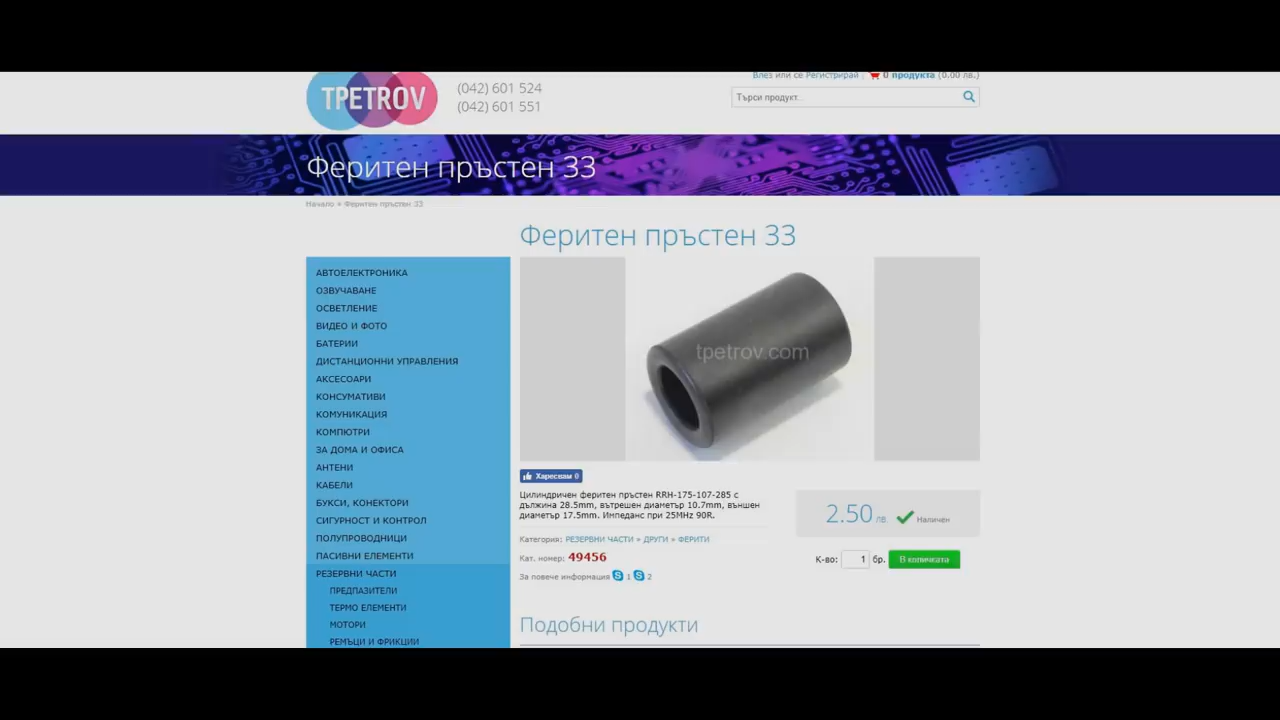 TPETROV
(042) 601 524
(042) 601 551
Влез или се Регистрирай | 0 продукта (0.00 лв.)
Търси продукт...
Феритен пръстен 33
Начало » Феритен пръстен 33
Феритен пръстен 33
АВТОЕЛЕКТРОНИКА
ОЗВУЧАВАНЕ
ОСВЕТЛЕНИЕ
ВИДЕО И ФОТО
БАТЕРИИ
ДИСТАНЦИОННИ УПРАВЛЕНИЯ
АКСЕСОАРИ
КОНСУМАТИВИ
КОМУНИКАЦИЯ
КОМПЮТРИ
ЗА ДОМА И ОФИСА
АНТЕНИ
КАБЕЛИ
БУКСИ, КОНЕКТОРИ
СИГУРНОСТ И КОНТРОЛ
ПОЛУПРОВОДНИЦИ
ПАСИВНИ ЕЛЕМЕНТИ
РЕЗЕРВНИ ЧАСТИ
ПРЕДПАЗИТЕЛИ
ТЕРМО ЕЛЕМЕНТИ
МОТОРИ
РЕМЪЦИ И ФРИКЦИИ
tpetrov.com
Харесвам 0
Цилиндричен феритен пръстен RRH-175-107-285 с
дължина 28.5mm, вътрешен диаметър 10.7mm, външен
диаметър 17.5mm. Импеданс при 25MHz 90R.
Категория: РЕЗЕРВНИ ЧАСТИ » ДРУГИ » ФЕРИТИ
Кат. номер: 49456
За повече информация 1 2
2.50 лв. Наличен
К-во: 1 бр. В количката
Подобни продукти